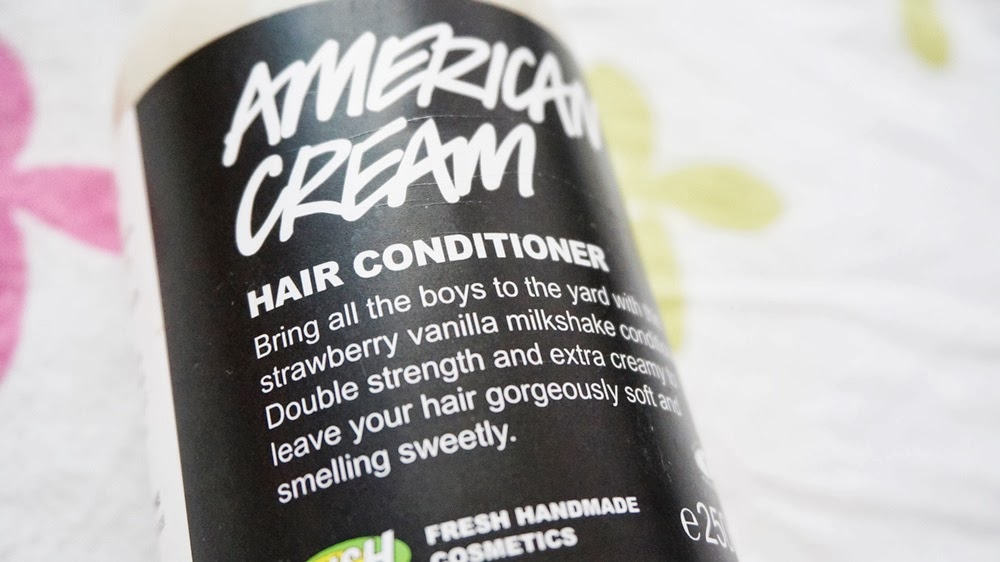 AMERICAN
CREAM
HAIR CONDITIONER
Bring all the boys to the yard with
strawberry vanilla milkshake
Double strength and extra creamy to
leave your hair gorgeously soft and
smelling sweetly.
FRESH HANDMADE
COSMETICS